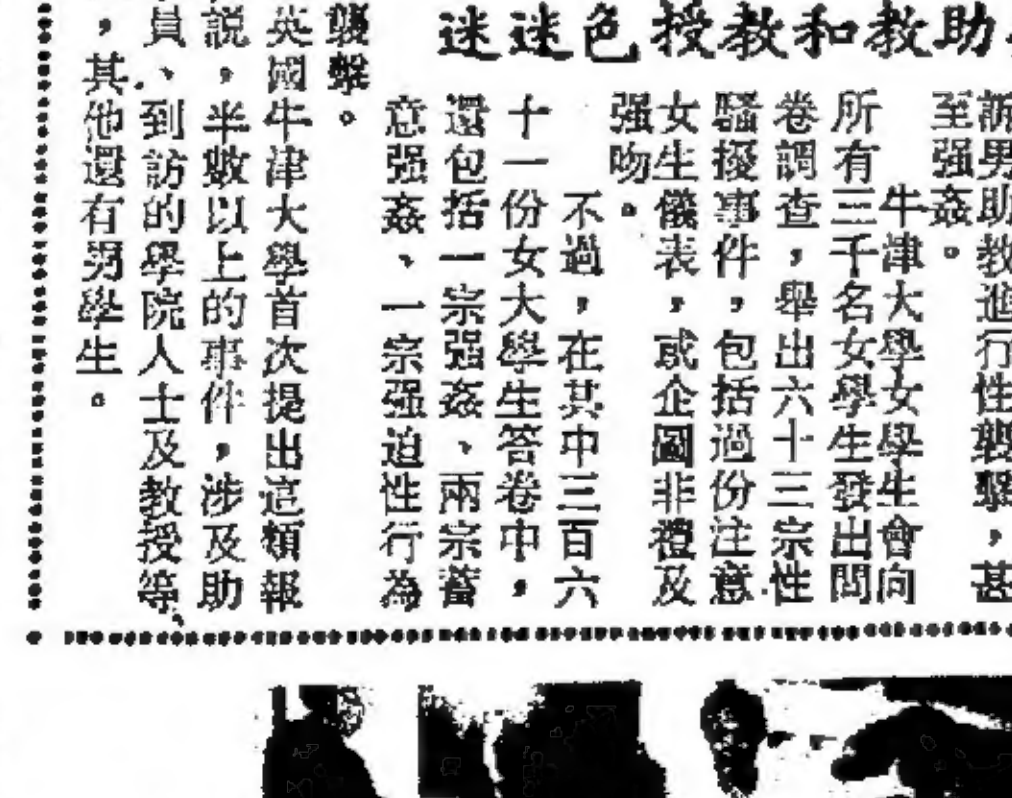 助教和教授色迷迷
訴男助教進行性襲擊，甚
至强姦。
牛津大學女學生會向
所有三千名女學生發出問
卷調查，舉出六十三宗性
騷擾事件，包括過份注意
女生儀表，或企圖非禮及
强吻。
不過，在其中三百六
十一份女大學生答卷中，
還包括一宗强姦、兩宗蓄
意强姦、一宗强迫性行為
襲擊。
英國牛津大學首次提出這類報
説，半數以上的事件，涉及助
員、到訪的學院人士及教授等
，其他還有男學生。